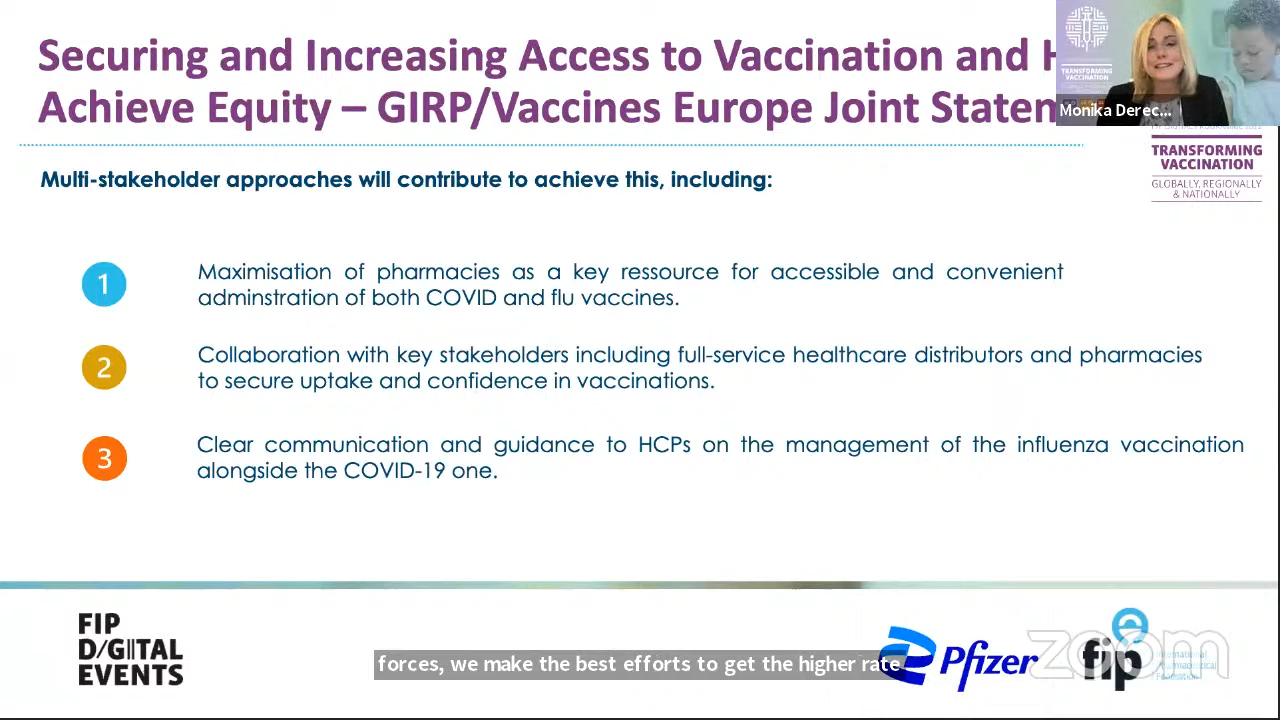 Securing and Increasing Access to Vaccination and H
Achieve Equity – GIRP/Vaccines Europe Joint Statem
TRANSFORMING
VACCINATION
Monika Derec...
TRANSFORMING
VACCINATION
GLOBALLY, REGIONALLY
& NATIONALLY
Multi-stakeholder approaches will contribute to achieve this, including:
1
Maximisation of pharmacies as a key ressource for accessible and convenient
adminstration of both COVID and flu vaccines.
2
Collaboration with key stakeholders including full-service healthcare distributors and pharmacies
to secure uptake and confidence in vaccinations.
3
Clear communication and guidance to HCPs on the management of the influenza vaccination
alongside the COVID-19 one.
FIP
D/GITAL
EVENTS
forces, we make the best efforts to get the higher rate
Pfizer
fip
zoom